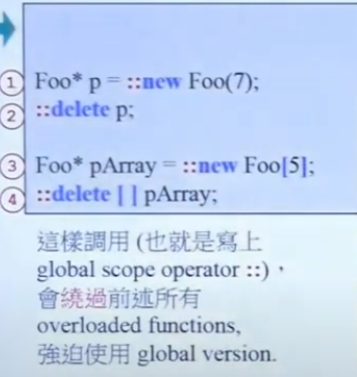 ① Foo* p = ::new Foo(7);
② ::delete p;
③ Foo* pArray = ::new Foo[5];
④ ::delete [ ] pArray;
這樣調用 (也就是寫上
global scope operator ::)，
會繞過前述所有
overloaded functions,
強迫使用 global version.